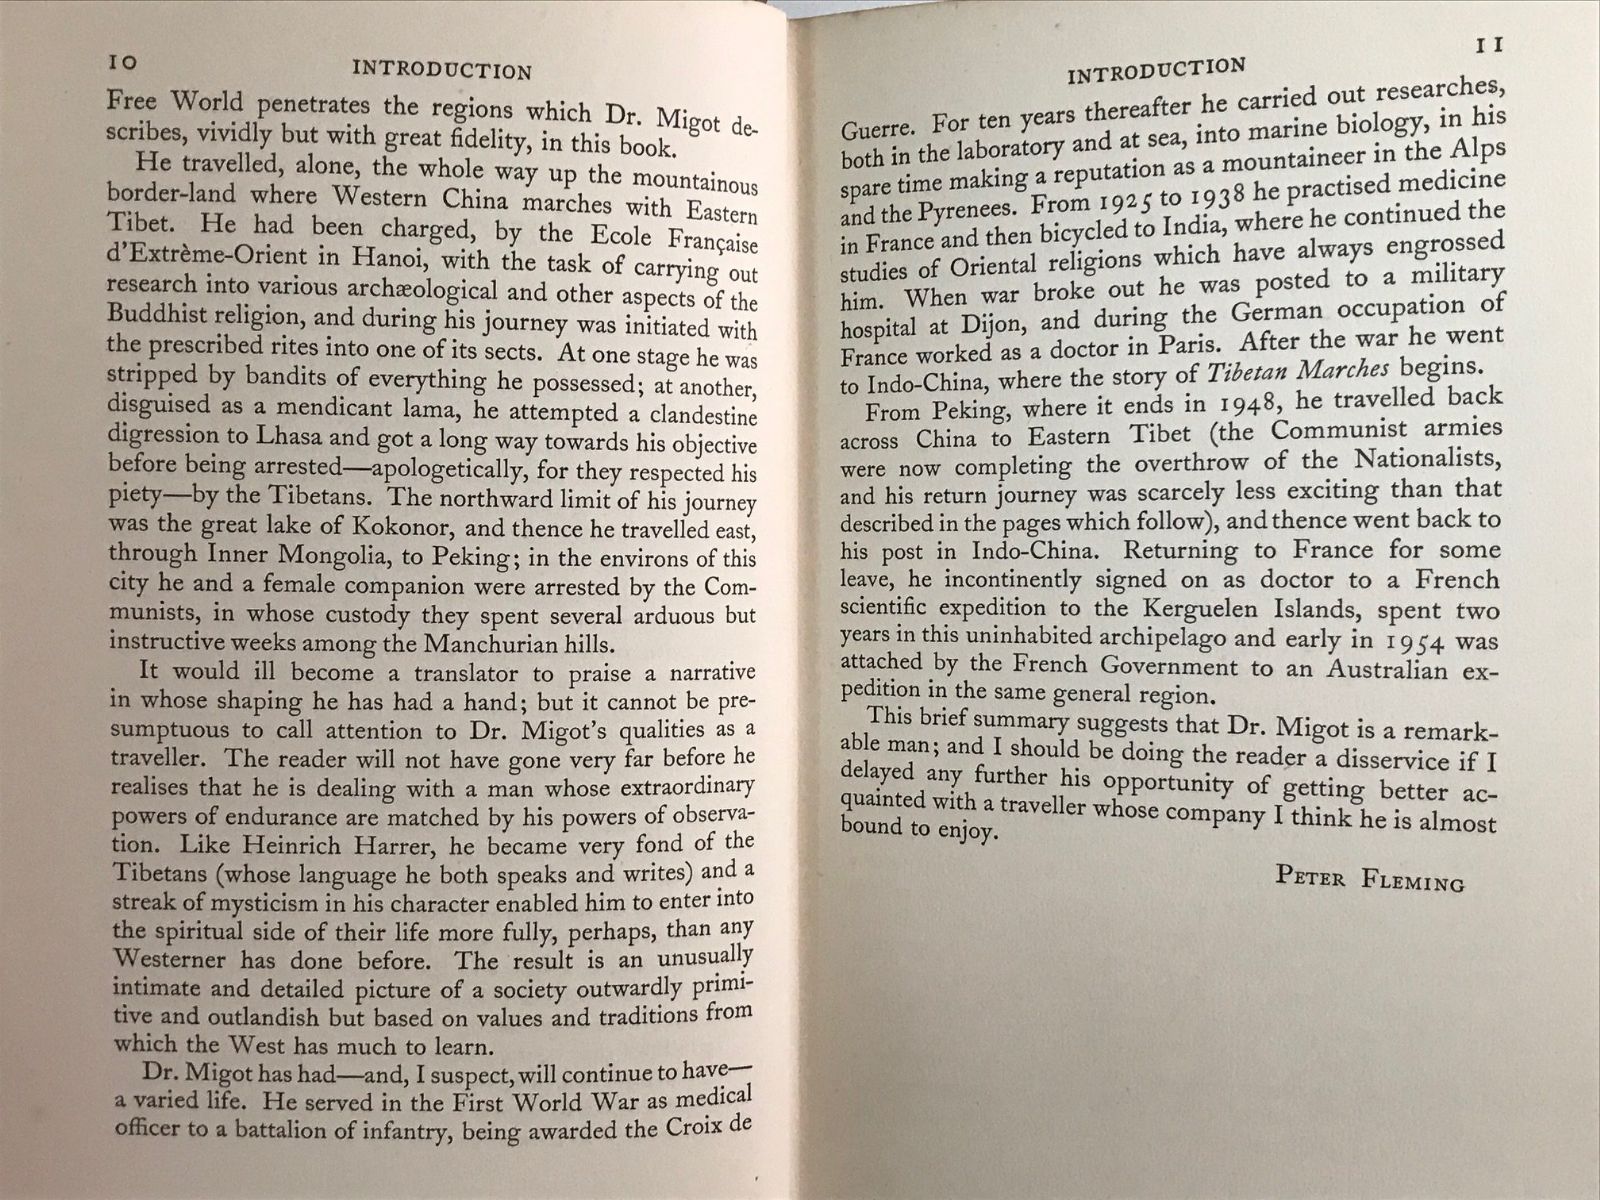 10
INTRODUCTION
Free World penetrates the regions which Dr. Migot de-
scribes, vividly but with great fidelity, in this book.
He travelled, alone, the whole way up the mountainous
border-land where Western China marches with Eastern
Tibet. He had been charged, by the Ecole Française
d'Extrème-Orient in Hanoi, with the task of carrying out
research into various archæological and other aspects of the
Buddhist religion, and during his journey was initiated with
the prescribed rites into one of its sects. At one stage he was
stripped by bandits of everything he possessed; at another,
disguised as a mendicant lama, he attempted a clandestine
digression to Lhasa and got a long way towards his objective
before being arrested—apologetically, for they respected his
piety—by the Tibetans. The northward limit of his journey
was the great lake of Kokonor, and thence he travelled east,
through Inner Mongolia, to Peking; in the environs of this
city he and a female companion were arrested by the Com-
munists, in whose custody they spent several arduous but
instructive weeks among the Manchurian hills.
It would ill become a translator to praise a narrative
in whose shaping he has had a hand; but it cannot be pre-
sumptuous to call attention to Dr. Migot's qualities as a
traveller. The reader will not have gone very far before he
realises that he is dealing with a man whose extraordinary
powers of endurance are matched by his powers of observa-
tion. Like Heinrich Harrer, he became very fond of the
Tibetans (whose language he both speaks and writes) and a
streak of mysticism in his character enabled him to enter into
the spiritual side of their life more fully, perhaps, than any
Westerner has done before. The result is an unusually
intimate and detailed picture of a society outwardly primi-
tive and outlandish but based on values and traditions from
which the West has much to learn.
Dr. Migot has had—and, I suspect, will continue to have—
a varied life. He served in the First World War as medical
officer to a battalion of infantry, being awarded the Croix de
INTRODUCTION
11
Guerre. For ten years thereafter he carried out researches,
both in the laboratory and at sea, into marine biology, in his
spare time making a reputation as a mountaineer in the Alps
and the Pyrenees. From 1925 to 1938 he practised medicine
in France and then bicycled to India, where he continued the
studies of Oriental religions which have always engrossed
him. When war broke out he was posted to a military
hospital at Dijon, and during the German occupation of
France worked as a doctor in Paris. After the war he went
to Indo-China, where the story of Tibetan Marches begins.
From Peking, where it ends in 1948, he travelled back
across China to Eastern Tibet (the Communist armies
were now completing the overthrow of the Nationalists,
and his return journey was scarcely less exciting than that
described in the pages which follow), and thence went back to
his post in Indo-China. Returning to France for some
leave, he incontinently signed on as doctor to a French
scientific expedition to the Kerguelen Islands, spent two
years in this uninhabited archipelago and early in 1954 was
attached by the French Government to an Australian ex-
pedition in the same general region.
This brief summary suggests that Dr. Migot is a remark-
able man; and I should be doing the reader a disservice if I
delayed any further his opportunity of getting better ac-
quainted with a traveller whose company I think he is almost
bound to enjoy.
PETER FLEMING